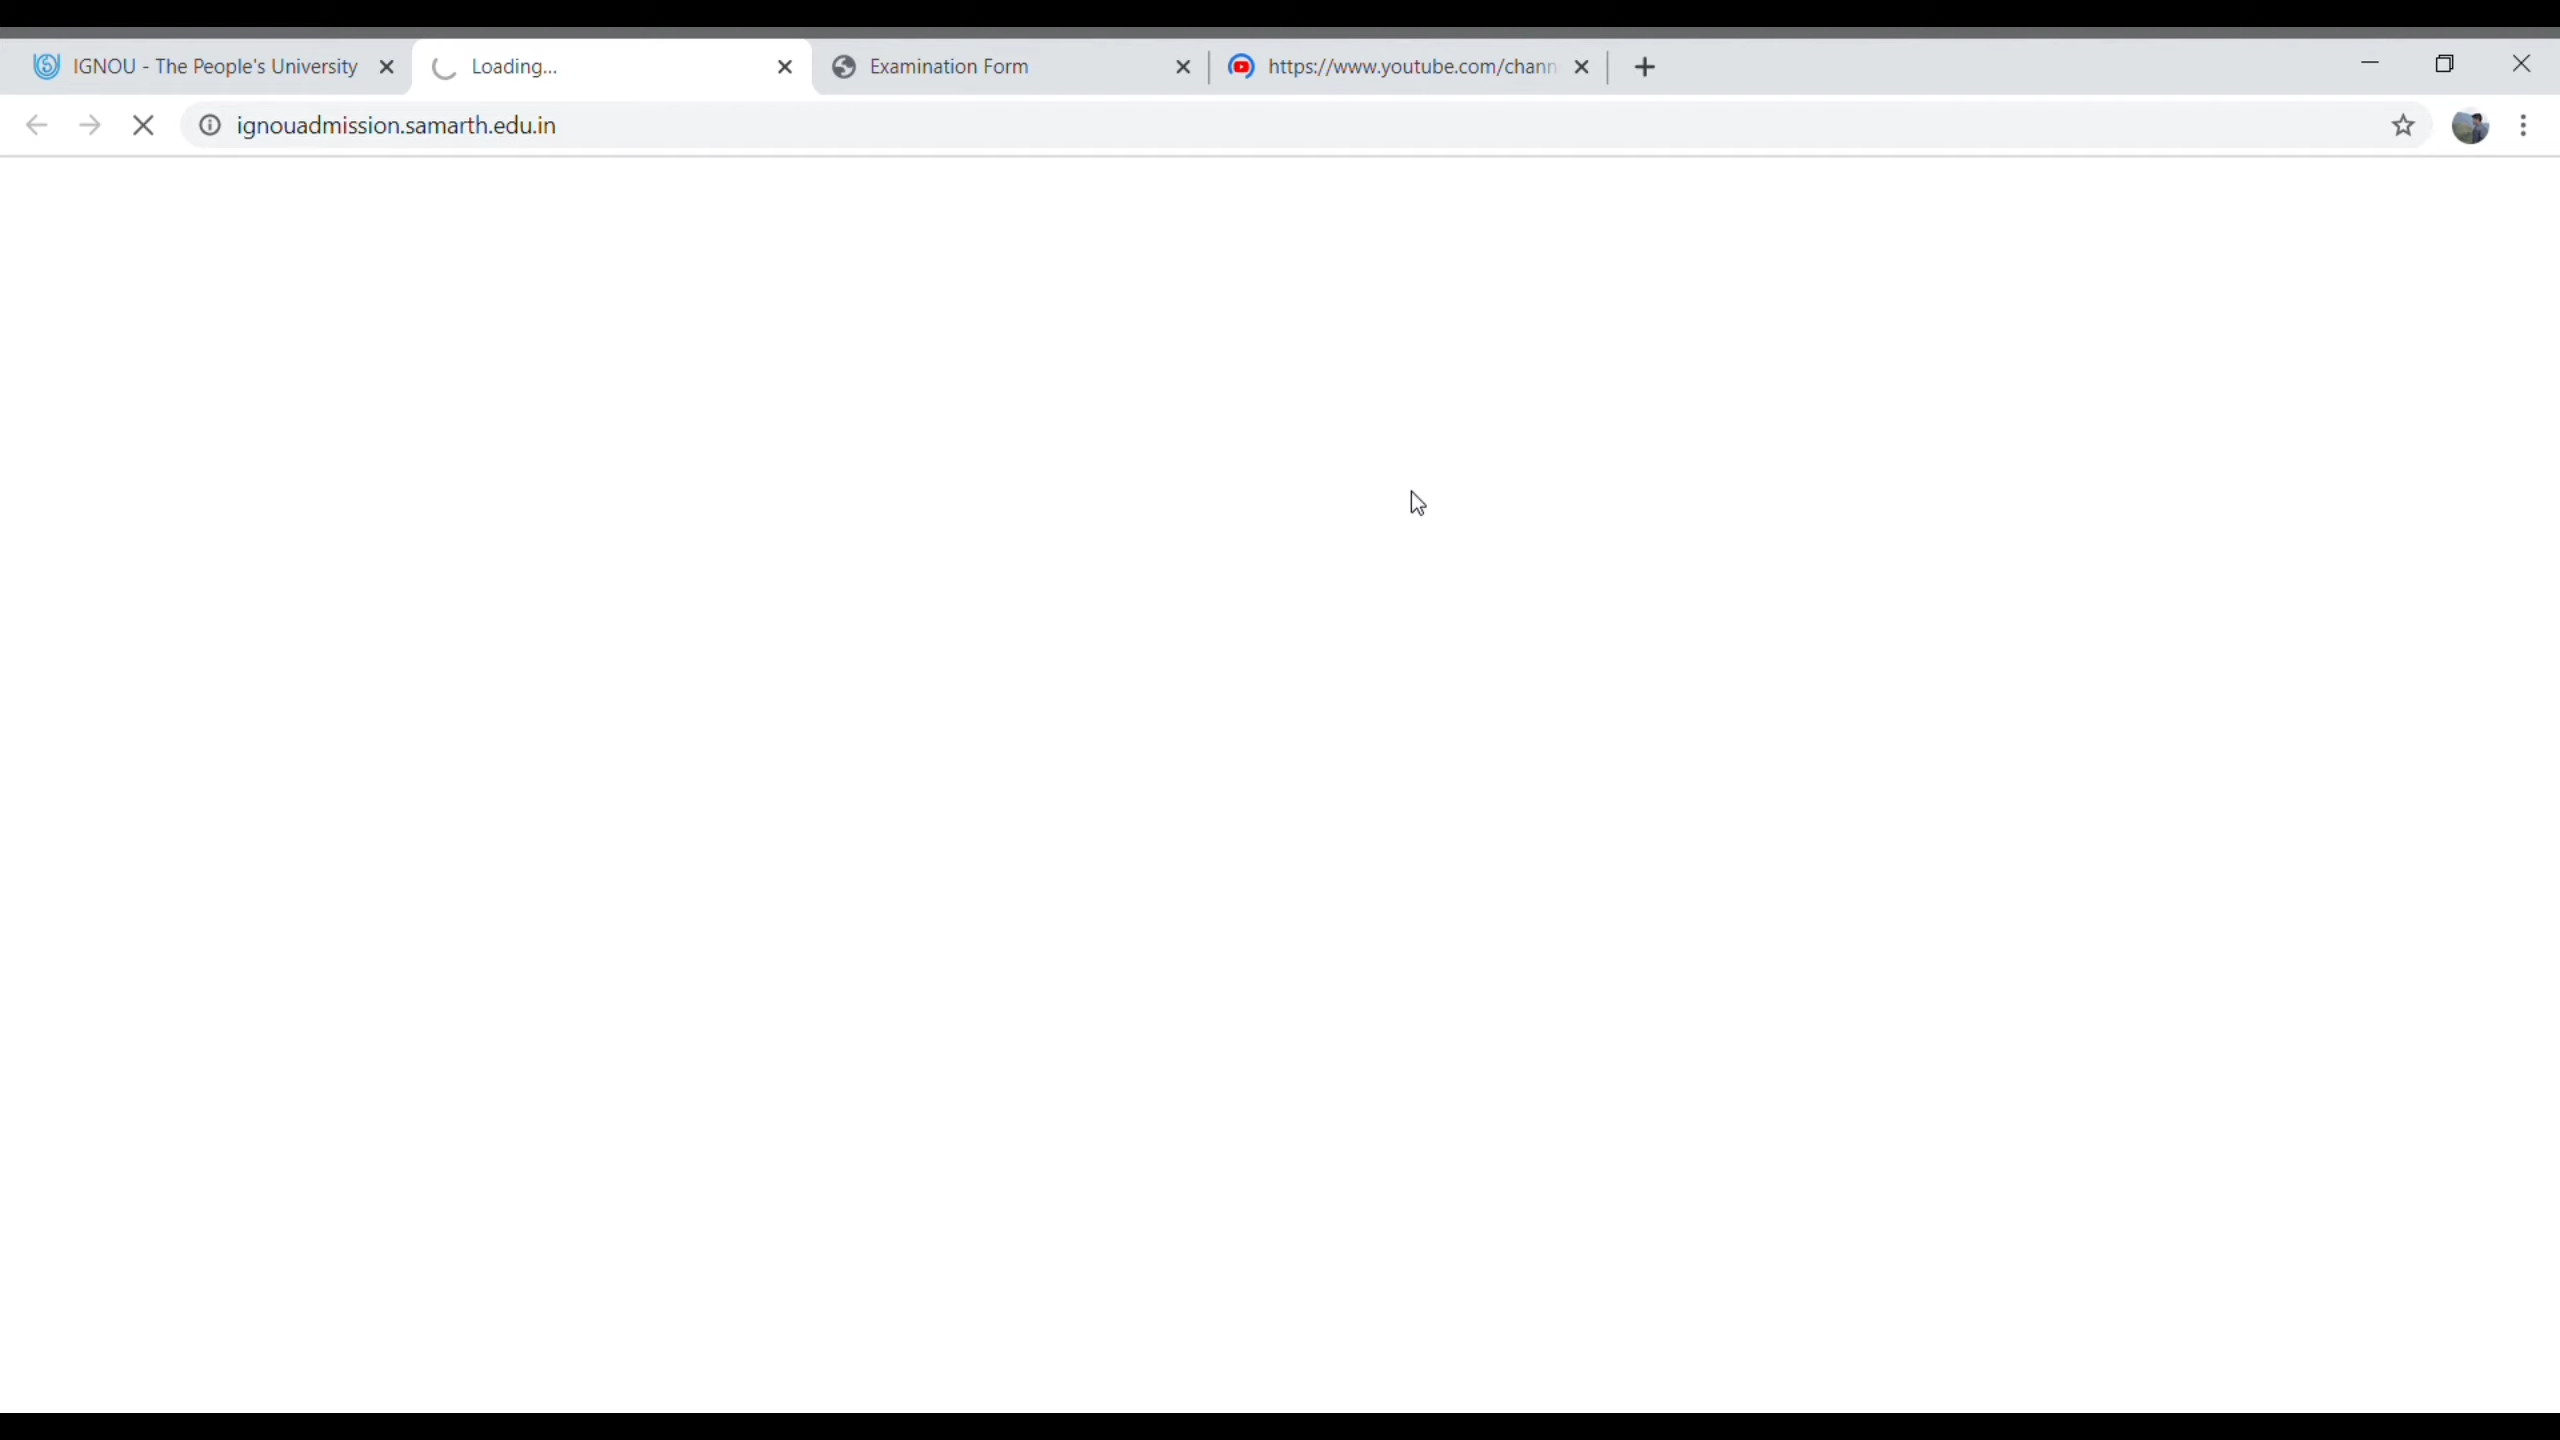 IGNOU - The People's University
Loading...
Examination Form
https://www.youtube.com/chann
ignouadmission.samarth.edu.in